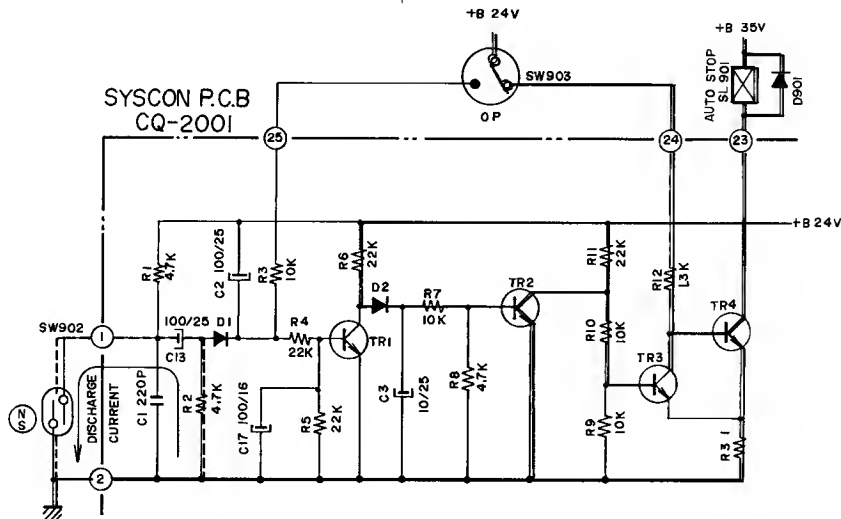 +B 24V
+B 35V
SW903
OP
AUTO STOP
SL 901
D901
SYSCON P.C.B
CQ-2001
25
24
23
+B 24V
R1
4.7K
C2 100/25
R3
10K
R6
22K
R11
22K
R12
1.3K
D2
R7
10K
TR2
TR4
SW902
1
100/25
C13
D1
R4
22K
TR1
R10
10K
TR3
NS
DISCHARGE
CURRENT
C1 220P
R2
4.7K
C17 100/16
R5
22K
C3
10/25
R8
4.7K
R9
10K
R31
2